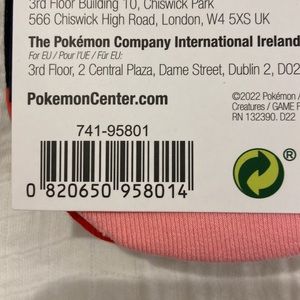 3rd Floor Building 10, Chiswick Park
566 Chiswick High Road, London, W4 5XS UK
The Pokémon Company International Ireland
For EU / Pour l'UE / Für EU:
3rd Floor, 2 Central Plaza, Dame Street, Dublin 2, D02
PokemonCenter.com
©2022 Pokémon
741-95801
Creatures / GAME F
RN 132390. D22
0 820650 958014